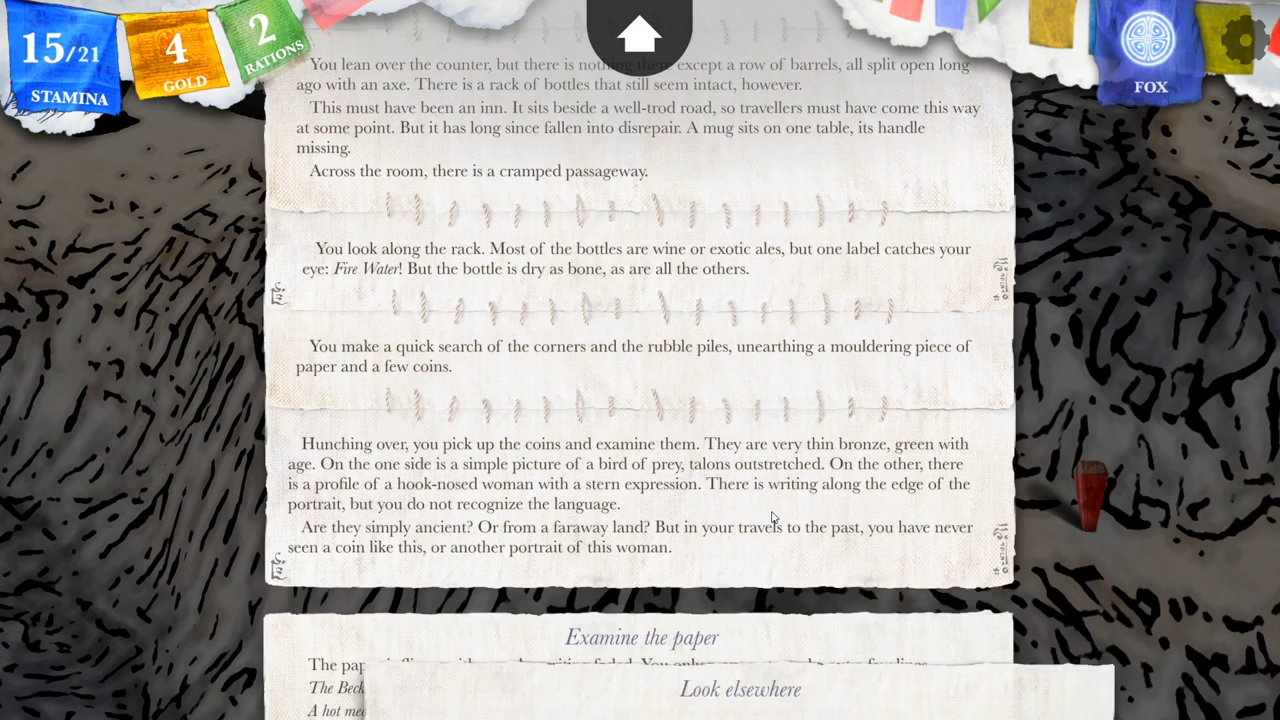 15/21
STAMINA
4
GOLD
2
RATIONS
FOX
You lean over the counter, but there is nothing there except a row of barrels, all split open long
ago with an axe. There is a rack of bottles that still seem intact, however.
This must have been an inn. It sits beside a well-trod road, so travellers must have come this way
at some point. But it has long since fallen into disrepair. A mug sits on one table, its handle
missing.
Across the room, there is a cramped passageway.
You look along the rack. Most of the bottles are wine or exotic ales, but one label catches your
eye: Fire Water! But the bottle is dry as bone, as are all the others.
You make a quick search of the corners and the rubble piles, unearthing a mouldering piece of
paper and a few coins.
Hunching over, you pick up the coins and examine them. They are very thin bronze, green with
age. On the one side is a simple picture of a bird of prey, talons outstretched. On the other, there
is a profile of a hook-nosed woman with a stern expression. There is writing along the edge of the
portrait, but you do not recognize the language.
Are they simply ancient? Or from a faraway land? But in your travels to the past, you have never
seen a coin like this, or another portrait of this woman.
Examine the paper
The
The
A hot
Look elsewhere